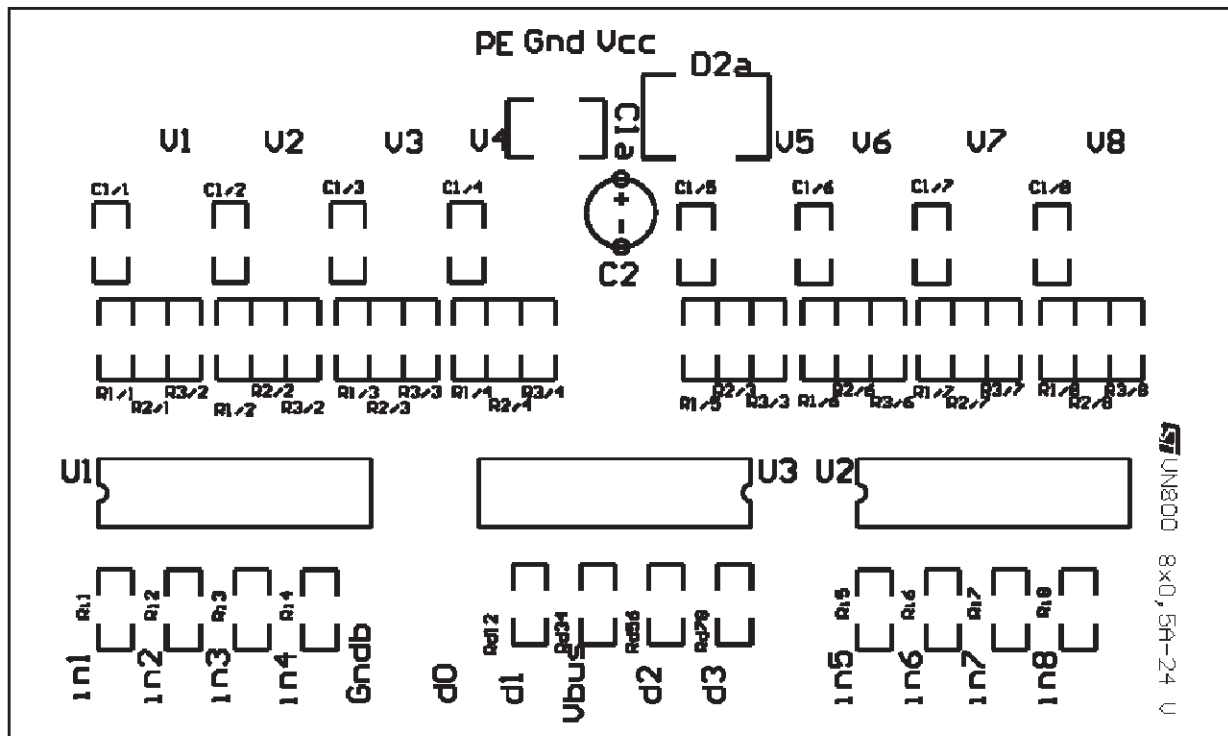 PE Gnd Vcc
D2a
C1a
V1 V2 V3 V4 V5 V6 V7 V8
C1/1 C1/2 C1/3 C1/4 C1/5 C1/6 C1/7 C1/8
+
-
C2
R1/1 R2/1 R3/2 R1/2 R2/2 R3/2 R1/3 R2/3 R3/3 R1/4 R2/4 R3/4 R1/5 R2/3 R3/3 R1/6 R2/6 R3/6 R1/7 R2/7 R3/7 R1/8 R2/8 R3/8
U1 U3 U2
Ri1 Ri2 Ri3 Ri4 Rd12 Rd34 Rd56 Rd78 Ri5 Ri6 Ri7 Ri8
in1 in2 in3 in4 Gndb d0 d1 Vbus d2 d3 in5 in6 in7 in8
ST VN800 8x0,5A-24 V